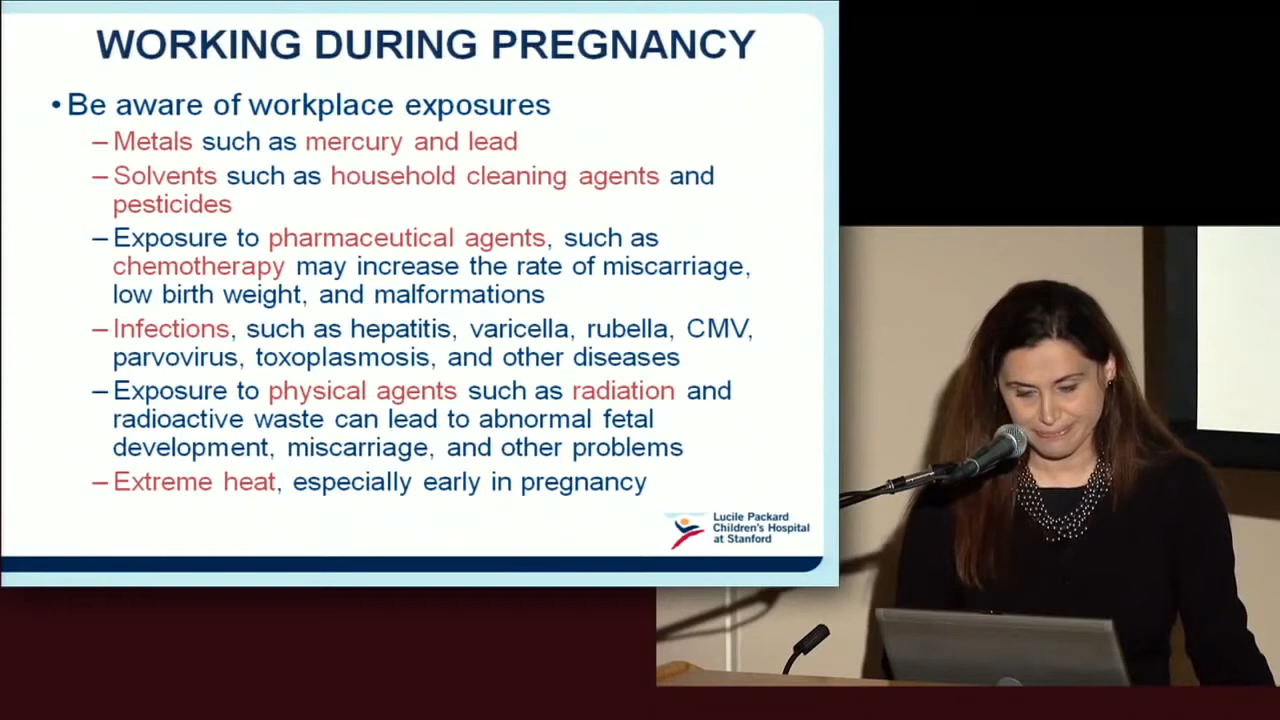 WORKING DURING PREGNANCY
• Be aware of workplace exposures
– Metals such as mercury and lead
– Solvents such as household cleaning agents and
pesticides
– Exposure to pharmaceutical agents, such as
chemotherapy may increase the rate of miscarriage,
low birth weight, and malformations
– Infections, such as hepatitis, varicella, rubella, CMV,
parvovirus, toxoplasmosis, and other diseases
– Exposure to physical agents such as radiation and
radioactive waste can lead to abnormal fetal
development, miscarriage, and other problems
– Extreme heat, especially early in pregnancy
Lucile Packard
Children's Hospital
at Stanford